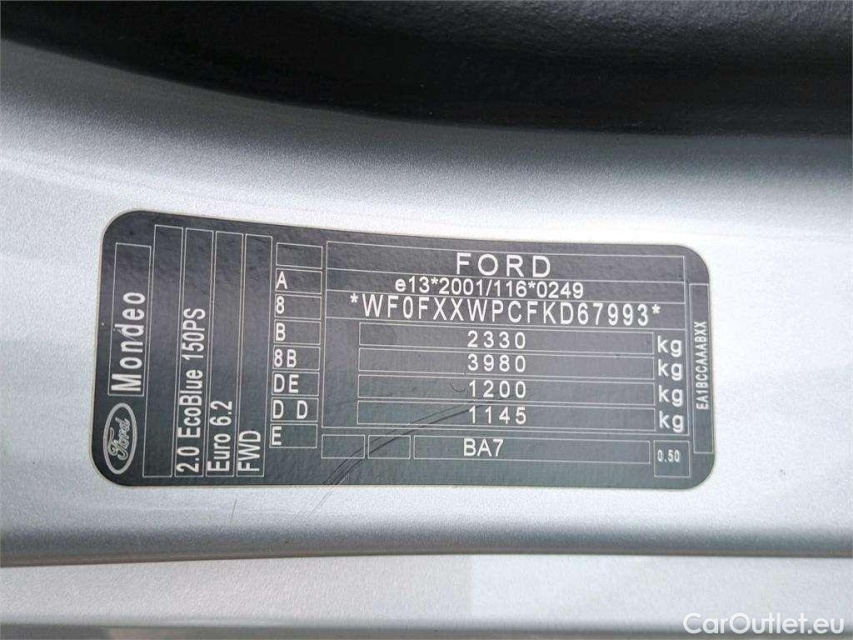 FORD
e13*2001/116*0249
*WF0FXXWPCFKD67993*
2330 kg
3980 kg
1200 kg
1145 kg
BA7
0.50
EA1BCCAAABXX
A
8
B
8B
DE
D D
E
Ford
Mondeo
2.0 EcoBlue 150PS
Euro 6.2
FWD
CarOutlet.eu